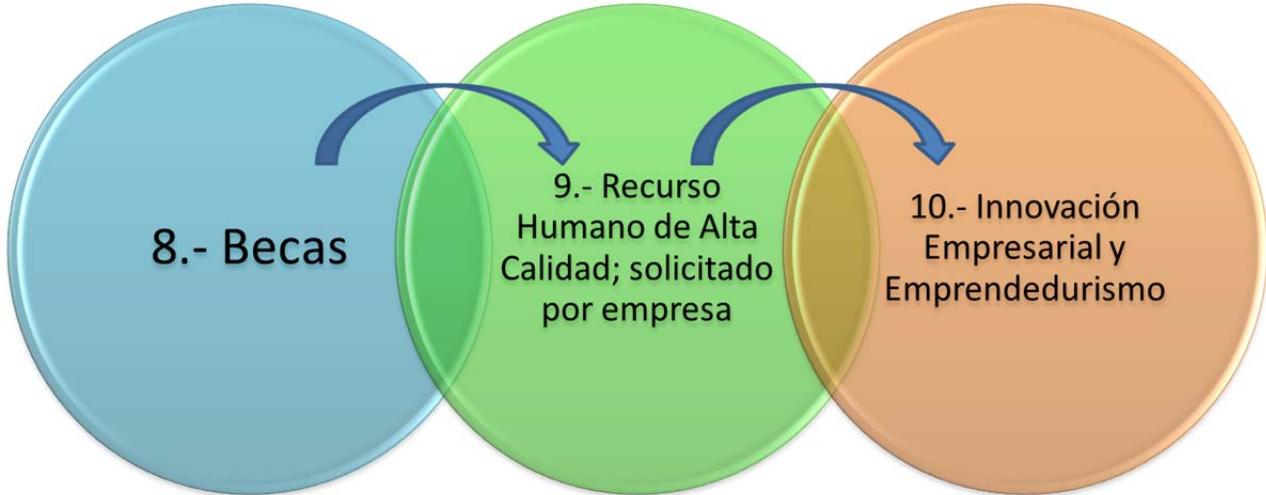 8.- Becas
9.- Recurso
Humano de Alta
Calidad; solicitado
por empresa
10.- Innovación
Empresarial y
Emprendedurismo